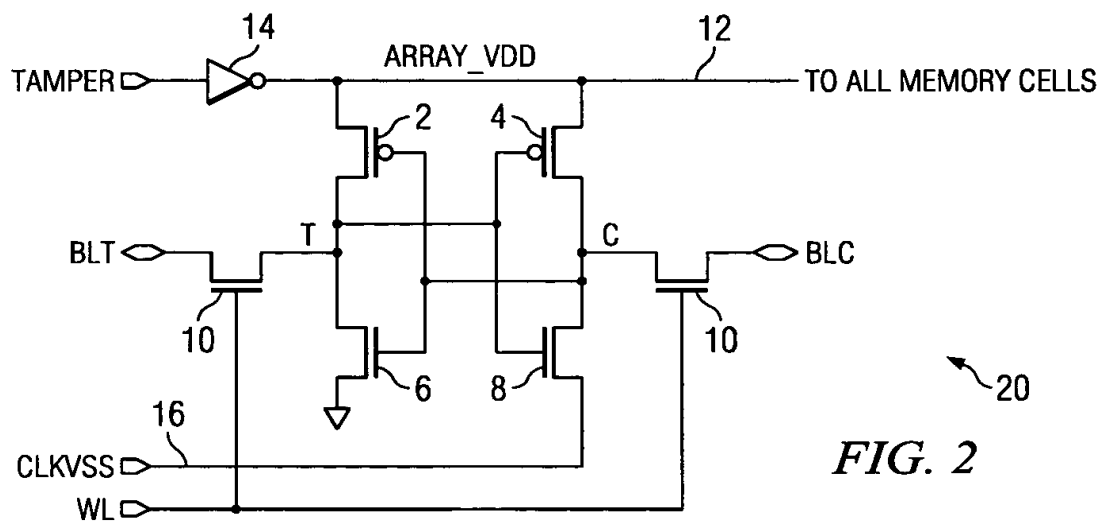 14
12
TAMPER
ARRAY_VDD
TO ALL MEMORY CELLS
2
4
T
C
BLT
BLC
10
10
6
8
20
16
CLKVSS
FIG. 2
WL